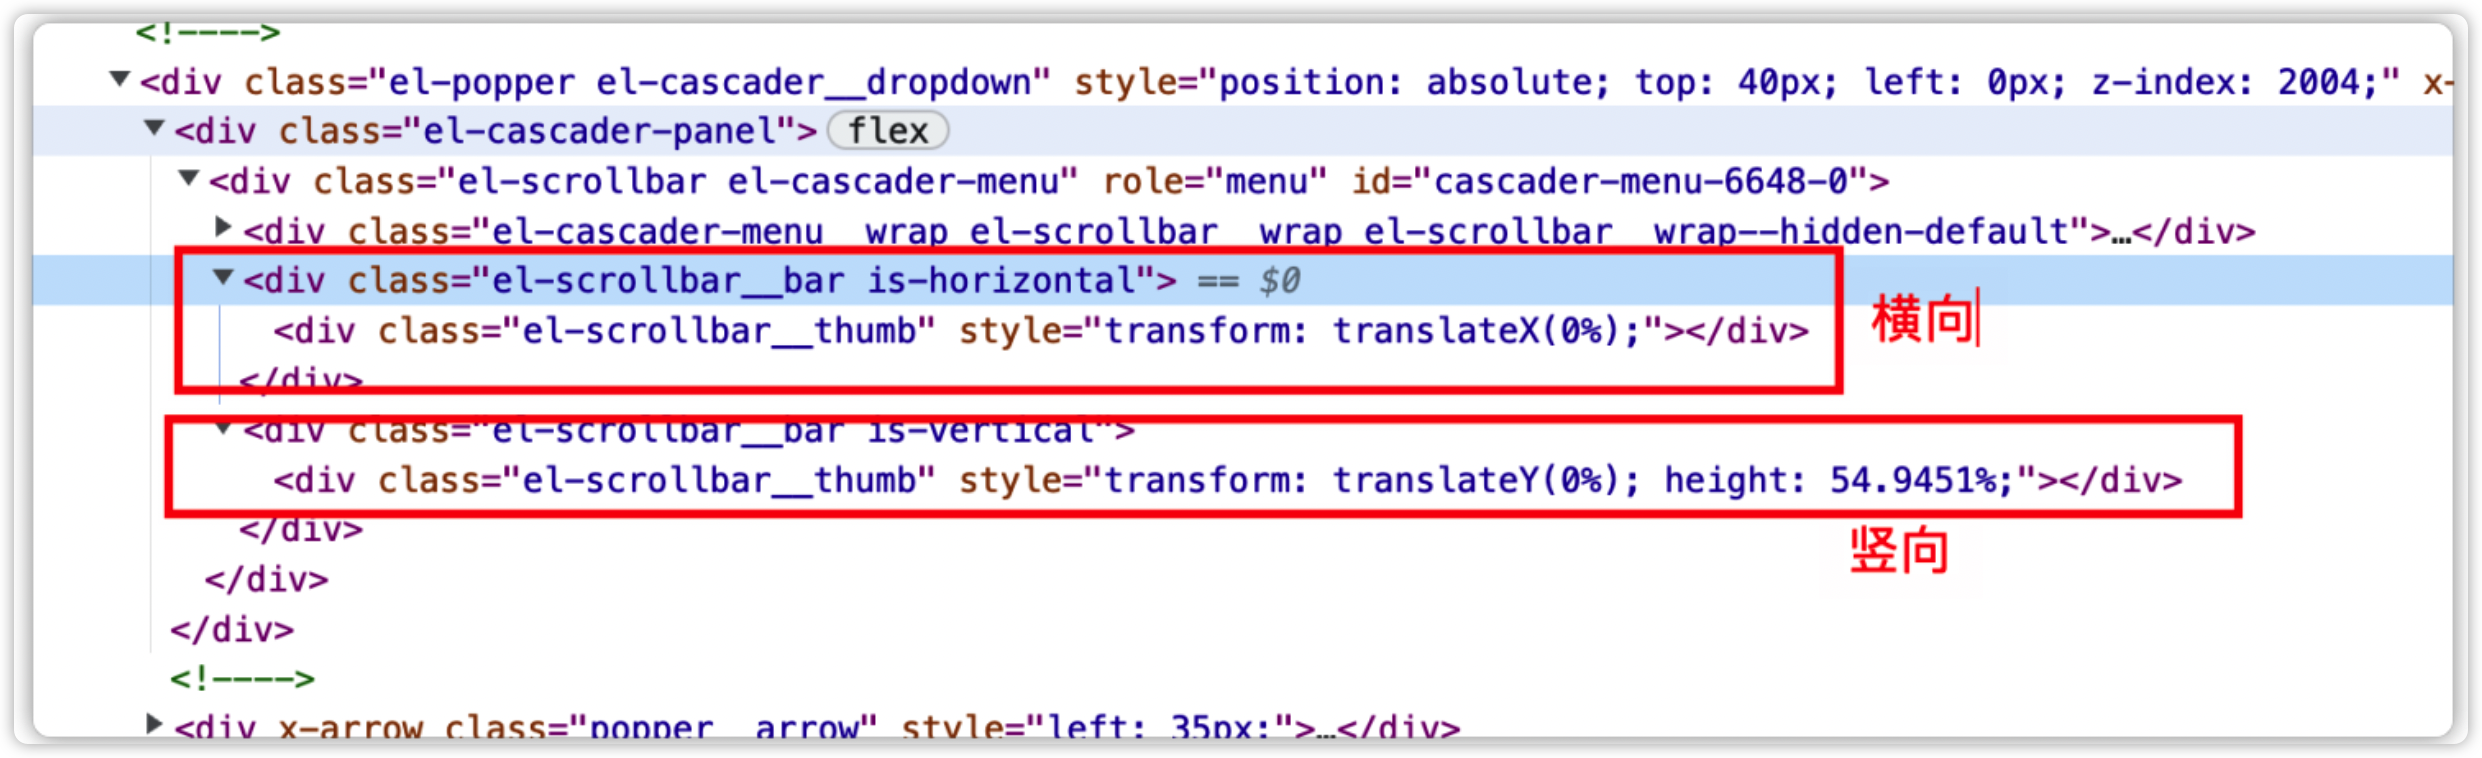 <!---->
<div class="el-popper el-cascader__dropdown" style="position: absolute; top: 40px; left: 0px; z-index: 2004;" x-
<div class="el-cascader-panel"> flex
<div class="el-scrollbar el-cascader-menu" role="menu" id="cascader-menu-6648-0">
<div class="el-cascader-menu__wrap el-scrollbar__wrap el-scrollbar__wrap--hidden-default">…</div>
<div class="el-scrollbar__bar is-horizontal"> == $0
<div class="el-scrollbar__thumb" style="transform: translateX(0%);"></div>
横向
</div>
<div class="el-scrollbar__bar is-vertical">
<div class="el-scrollbar__thumb" style="transform: translateY(0%); height: 54.9451%;"></div>
</div>
竖向
</div>
</div>
<!---->
<div x-arrow class="popper__arrow" style="left: 35px;">…</div>